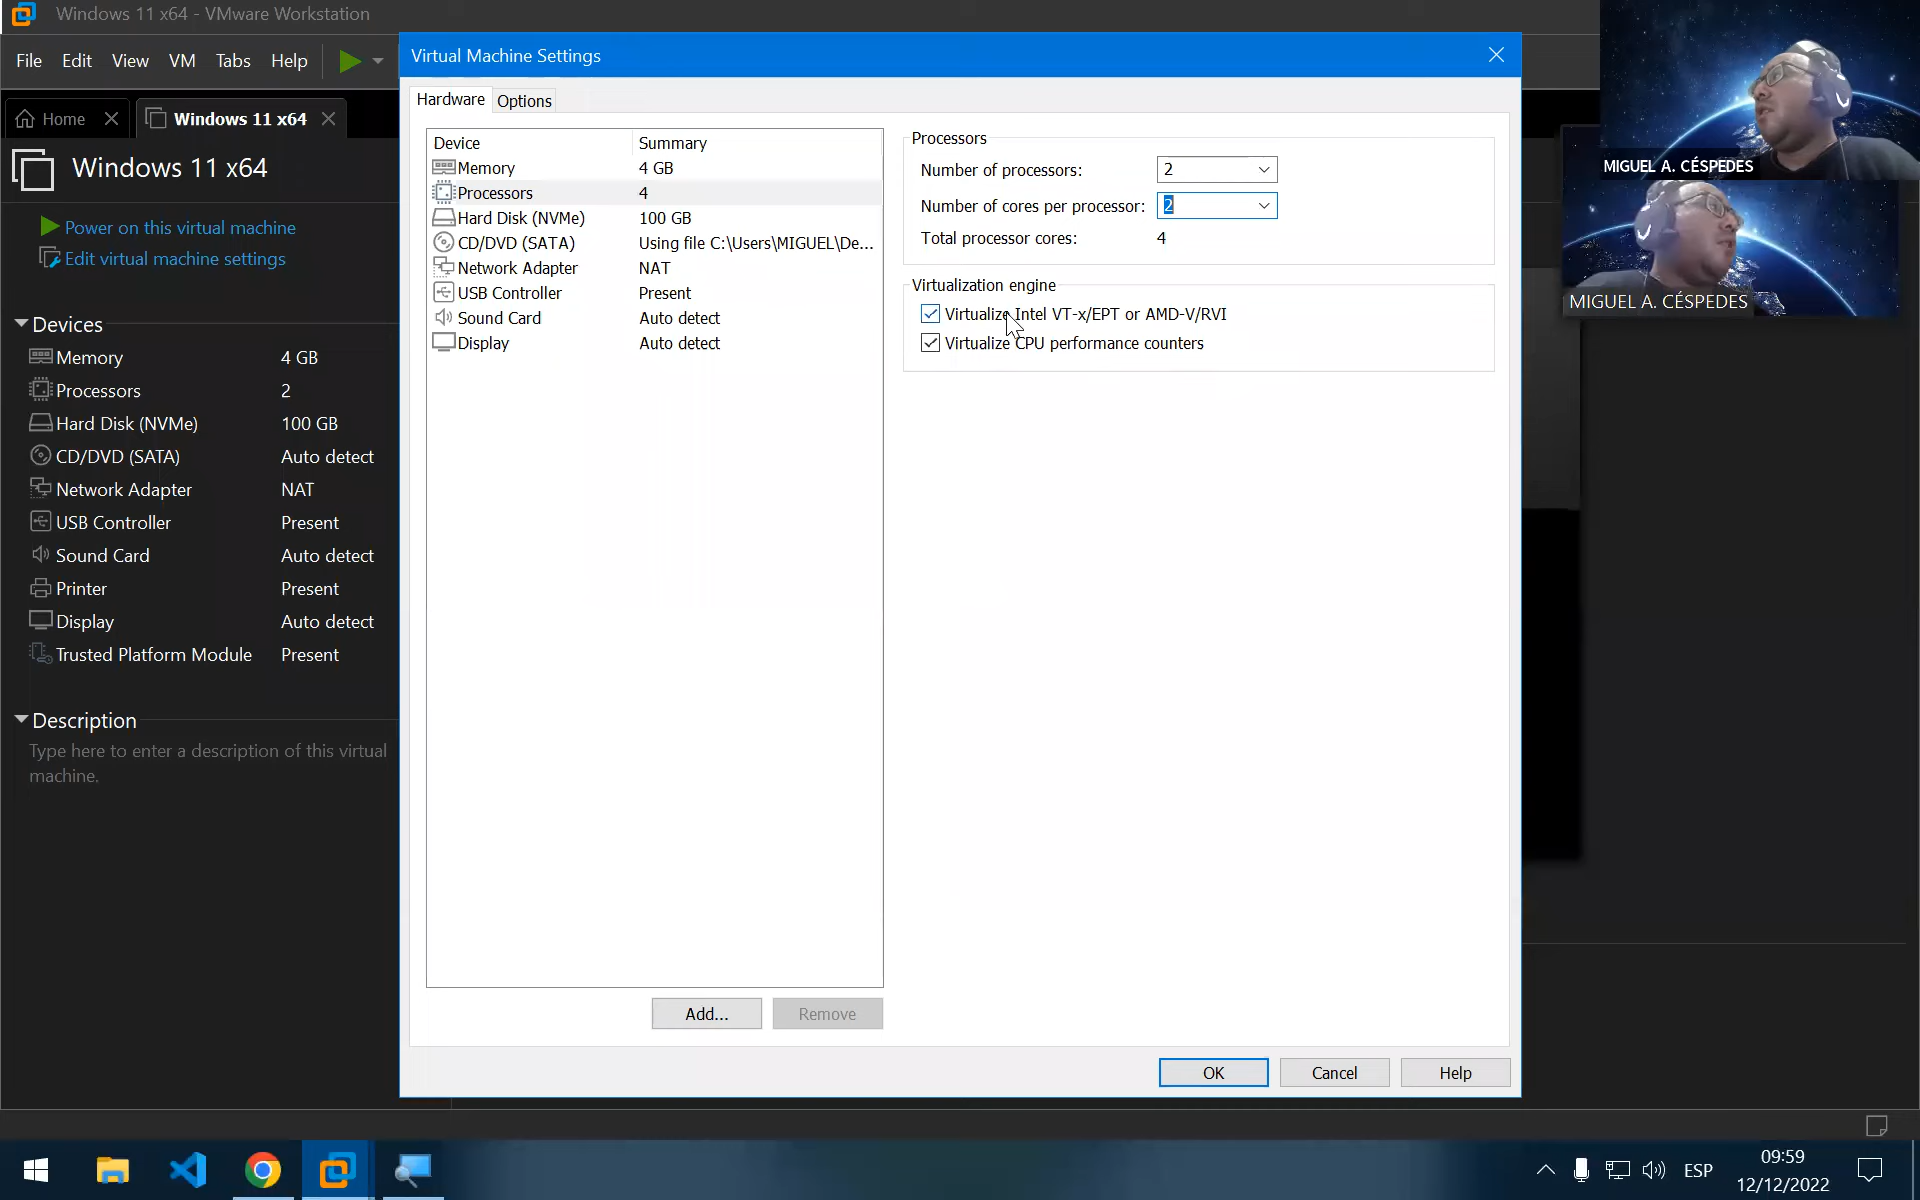 Windows 11 x64 - VMware Workstation
File Edit View VM Tabs Help
Home
Windows 11 x64
Windows 11 x64
Power on this virtual machine
Edit virtual machine settings
Devices
Memory 4 GB
Processors 2
Hard Disk (NVMe) 100 GB
CD/DVD (SATA) Auto detect
Network Adapter NAT
USB Controller Present
Sound Card Auto detect
Printer Present
Display Auto detect
Trusted Platform Module Present
Description
Type here to enter a description of this virtual
machine.
Virtual Machine Settings
Hardware Options
Device Summary
Memory 4 GB
Processors 4
Hard Disk (NVMe) 100 GB
CD/DVD (SATA) Using file C:\Users\MIGUEL\De...
Network Adapter NAT
USB Controller Present
Sound Card Auto detect
Display Auto detect
Add... Remove
Processors
Number of processors: 2
Number of cores per processor: 2
Total processor cores: 4
Virtualization engine
Virtualize Intel VT-x/EPT or AMD-V/RVI
Virtualize CPU performance counters
OK Cancel Help
MIGUEL A. CÉSPEDES
MIGUEL A. CÉSPEDES
ESP
09:59
12/12/2022